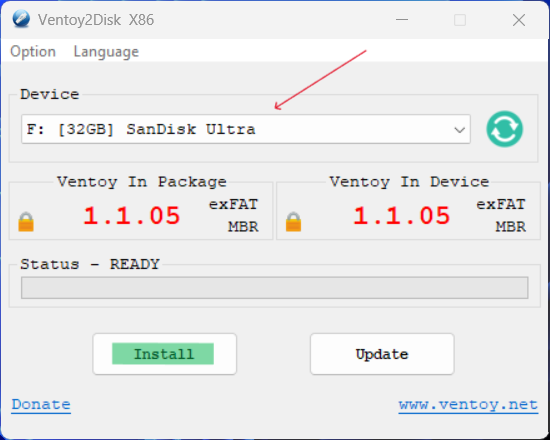 Ventoy2Disk X86
Option Language
Device
F: [32GB] SanDisk Ultra
Ventoy In Package
1.1.05
exFAT
MBR
Ventoy In Device
1.1.05
exFAT
MBR
Status - READY
Install
Update
Donate
www.ventoy.net